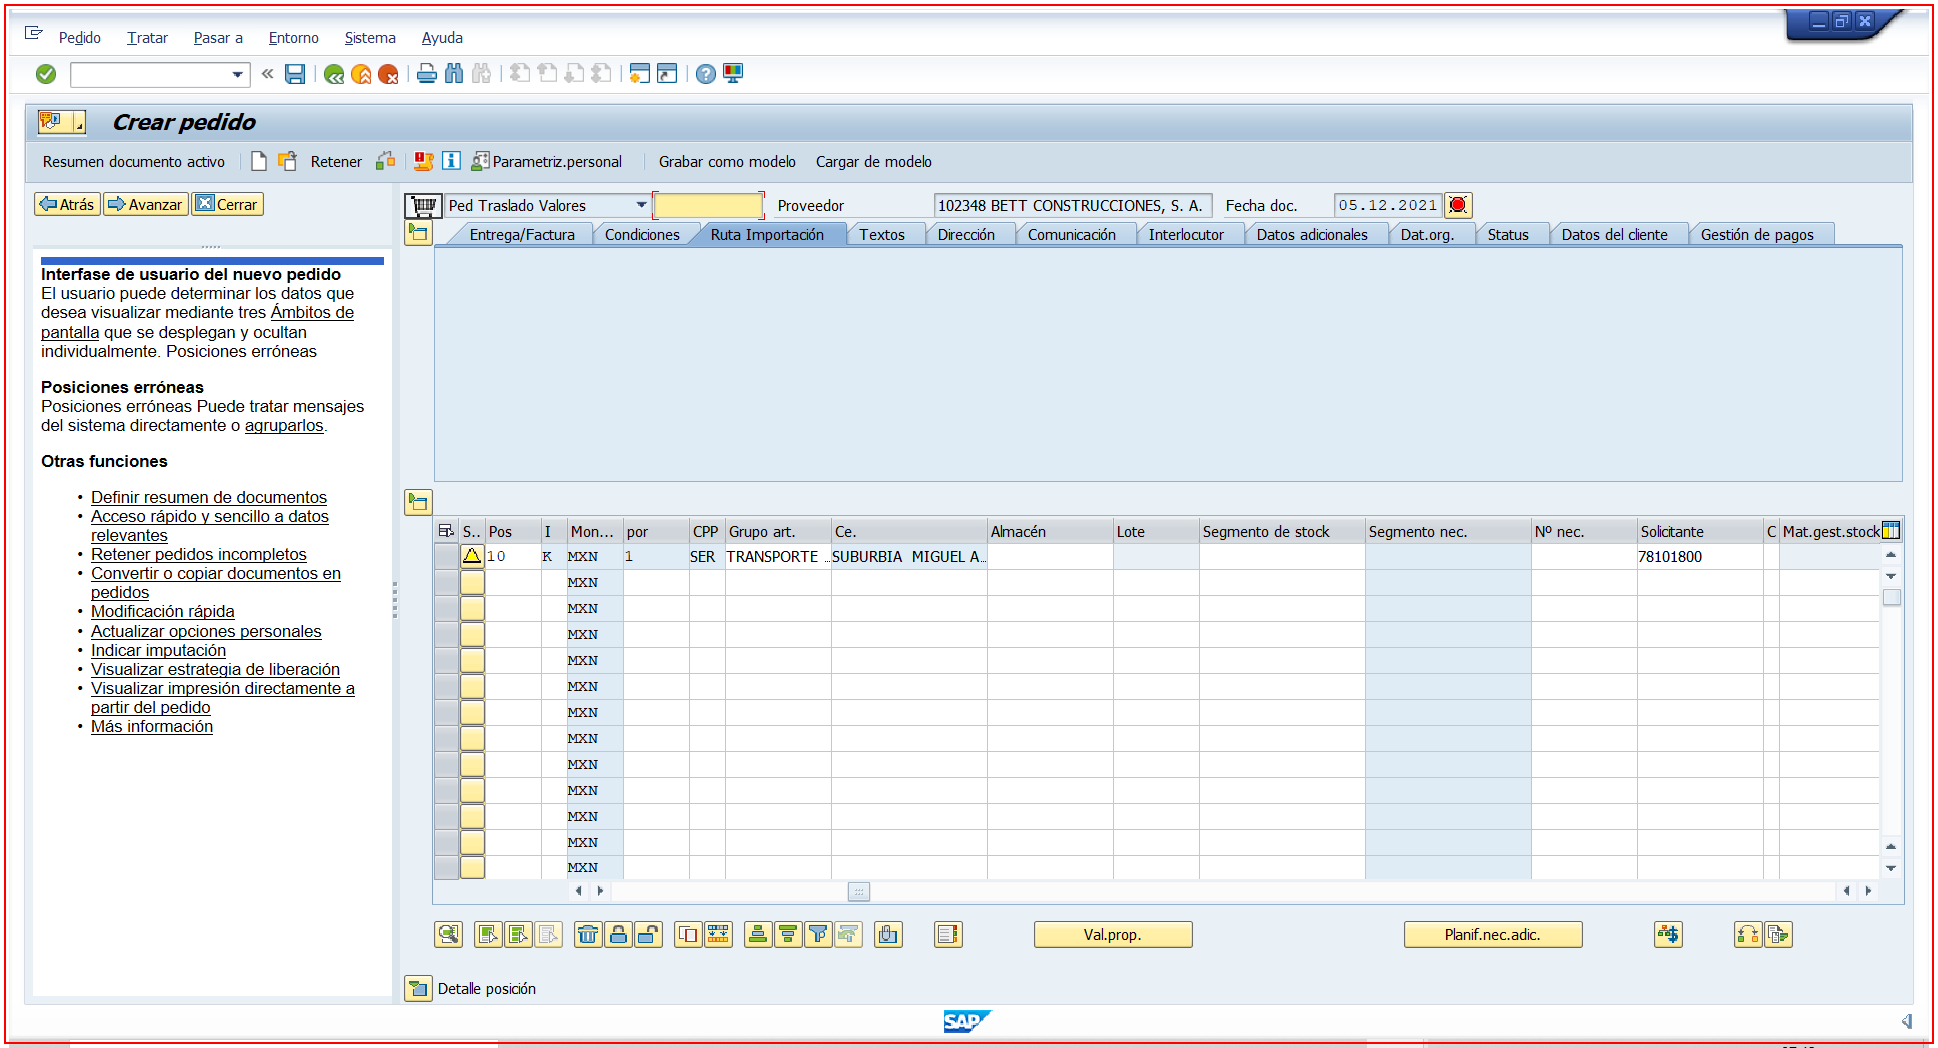 Pedido Tratar Pasar a Entorno Sistema Ayuda
Crear pedido
Resumen documento activo Retener Parametriz.personal Grabar como modelo Cargar de modelo
Atrás Avanzar Cerrar
Interfase de usuario del nuevo pedido
El usuario puede determinar los datos que
desea visualizar mediante tres Ámbitos de
pantalla que se desplegan y ocultan
individualmente. Posiciones erróneas
Posiciones erróneas
Posiciones erróneas Puede tratar mensajes
del sistema directamente o agruparlos.
Otras funciones
• Definir resumen de documentos
• Acceso rápido y sencillo a datos
relevantes
• Retener pedidos incompletos
• Convertir o copiar documentos en
pedidos
• Modificación rápida
• Actualizar opciones personales
• Indicar imputación
• Visualizar estrategia de liberación
• Visualizar impresión directamente a
partir del pedido
• Más información
Ped Traslado Valores Proveedor 102348 BETT CONSTRUCCIONES, S. A. Fecha doc. 05.12.2021
Entrega/Factura Condiciones Ruta Importación Textos Dirección Comunicación Interlocutor Datos adicionales Dat.org. Status Datos del cliente Gestión de pagos
S.. Pos I Mon... por CPP Grupo art. Ce. Almacén Lote Segmento de stock Segmento nec. Nº nec. Solicitante C Mat.gest.stock
10 K MXN 1 SER TRANSPORTE ... SUBURBIA MIGUEL A... 78101800
MXN
MXN
MXN
MXN
MXN
MXN
MXN
MXN
MXN
MXN
MXN
MXN
Val.prop. Planif.nec.adic.
Detalle posición
SAP